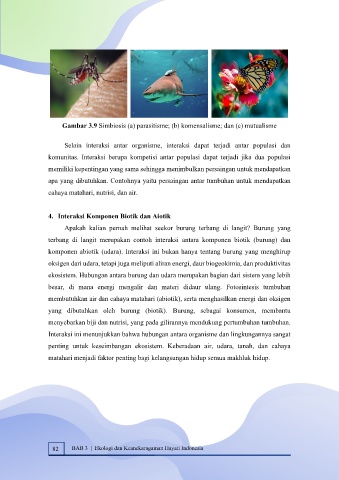 Gambar 3.9 Simbiosis (a) parasitisme; (b) komensalisme; dan (c) mutualisme
Selain interaksi antar organisme, interaksi dapat terjadi antar populasi dan
komunitas. Interaksi berupa kompetisi antar populasi dapat terjadi jika dua populasi
memiliki kepentingan yang sama sehingga menimbulkan persaingan untuk mendapatkan
apa yang dibutuhkan. Contohnya yaitu persaingan antar tumbuhan untuk mendapatkan
cahaya matahari, nutrisi, dan air.
4. Interaksi Komponen Biotik dan Aiotik
Apakah kalian pernah melihat seekor burung terbang di langit? Burung yang
terbang di langit merupakan contoh interaksi antara komponen biotik (burung) dan
komponen abiotik (udara). Interaksi ini bukan hanya tentang burung yang menghirup
oksigen dari udara, tetapi juga meliputi aliran energi, daur biogeokimia, dan produktivitas
ekosistem. Hubungan antara burung dan udara merupakan bagian dari sistem yang lebih
besar, di mana energi mengalir dan materi didaur ulang. Fotosintesis tumbuhan
membutuhkan air dan cahaya matahari (abiotik), serta menghasilkan energi dan oksigen
yang dibutuhkan oleh burung (biotik). Burung, sebagai konsumen, membantu
menyebarkan biji dan nutrisi, yang pada gilirannya mendukung pertumbuhan tumbuhan.
Interaksi ini menunjukkan bahwa hubungan antara organisme dan lingkungannya sangat
penting untuk keseimbangan ekosistem. Keberadaan air, udara, tanah, dan cahaya
matahari menjadi faktor penting bagi kelangsungan hidup semua makhluk hidup.
82 BAB 3 | Ekologi dan Keanekaragaman Hayati Indonesia